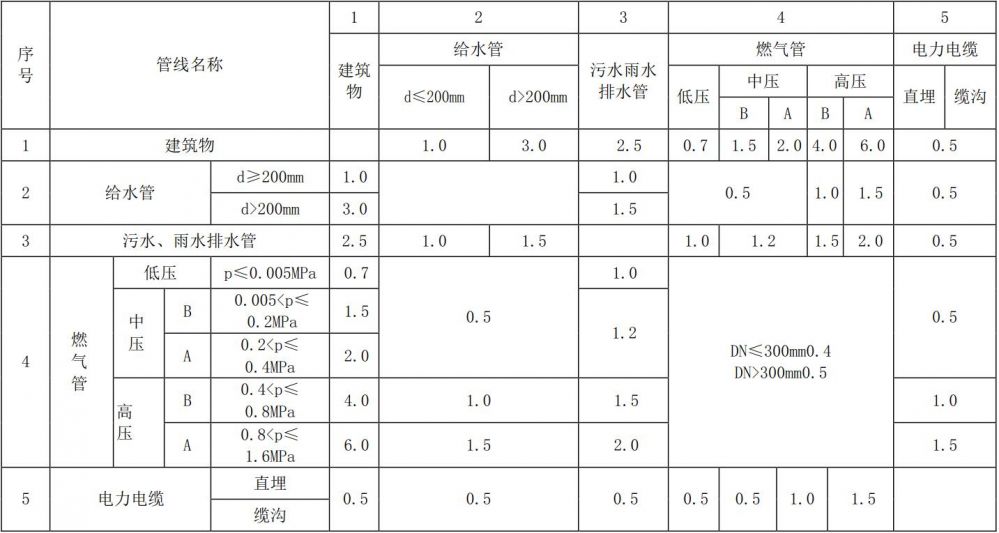 序号 管线名称 1 2 3 4 5
建筑物 给水管 污水雨水排水管 燃气管 电力电缆
d≤200mm d>200mm 低压 中压 高压 直埋 缆沟
B A B A
1 建筑物 1.0 3.0 2.5 0.7 1.5 2.0 4.0 6.0 0.5
2 给水管 d≥200mm 1.0 1.0 0.5 1.0 1.5 0.5
d>200mm 3.0 1.5
3 污水、雨水排水管 2.5 1.0 1.5 1.0 1.2 1.5 2.0 0.5
4 燃气管 低压 p≤0.005MPa 0.7 0.5 1.0 DN≤300mm0.4 0.5
DN>300mm0.5
中压 B 0.005<p≤0.2MPa 1.5 1.2
A 0.2<p≤0.4MPa 2.0
高压 B 0.4<p≤0.8MPa 4.0 1.0 1.5 1.0
A 0.8<p≤1.6MPa 6.0 1.5 2.0 1.5
5 电力电缆 直埋 0.5 0.5 0.5 0.5 0.5 1.0 1.5
缆沟